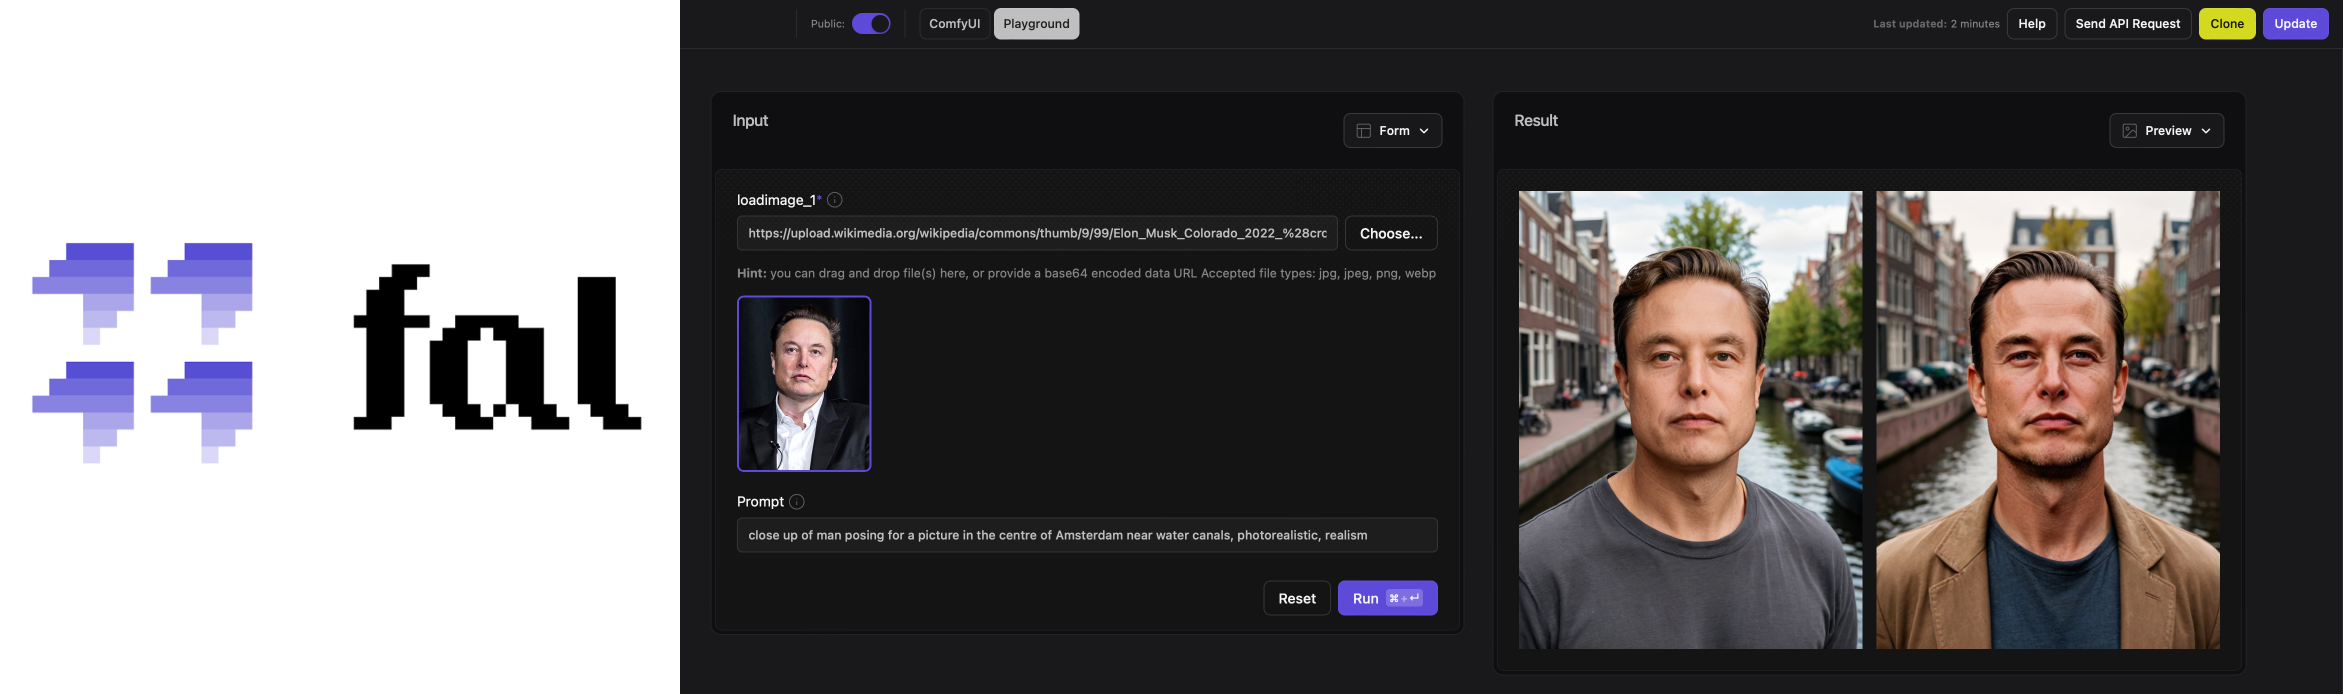 fal
Public:
ComfyUI
Playground
Last updated: 2 minutes
Help
Send API Request
Clone
Update
Input
Form
loadimage_1*
https://upload.wikimedia.org/wikipedia/commons/thumb/9/99/Elon_Musk_Colorado_2022_%28crc
Choose...
Hint: you can drag and drop file(s) here, or provide a base64 encoded data URL Accepted file types: jpg, jpeg, png, webp
Prompt
close up of man posing for a picture in the centre of Amsterdam near water canals, photorealistic, realism
Reset
Run ⌘+↵
Result
Preview